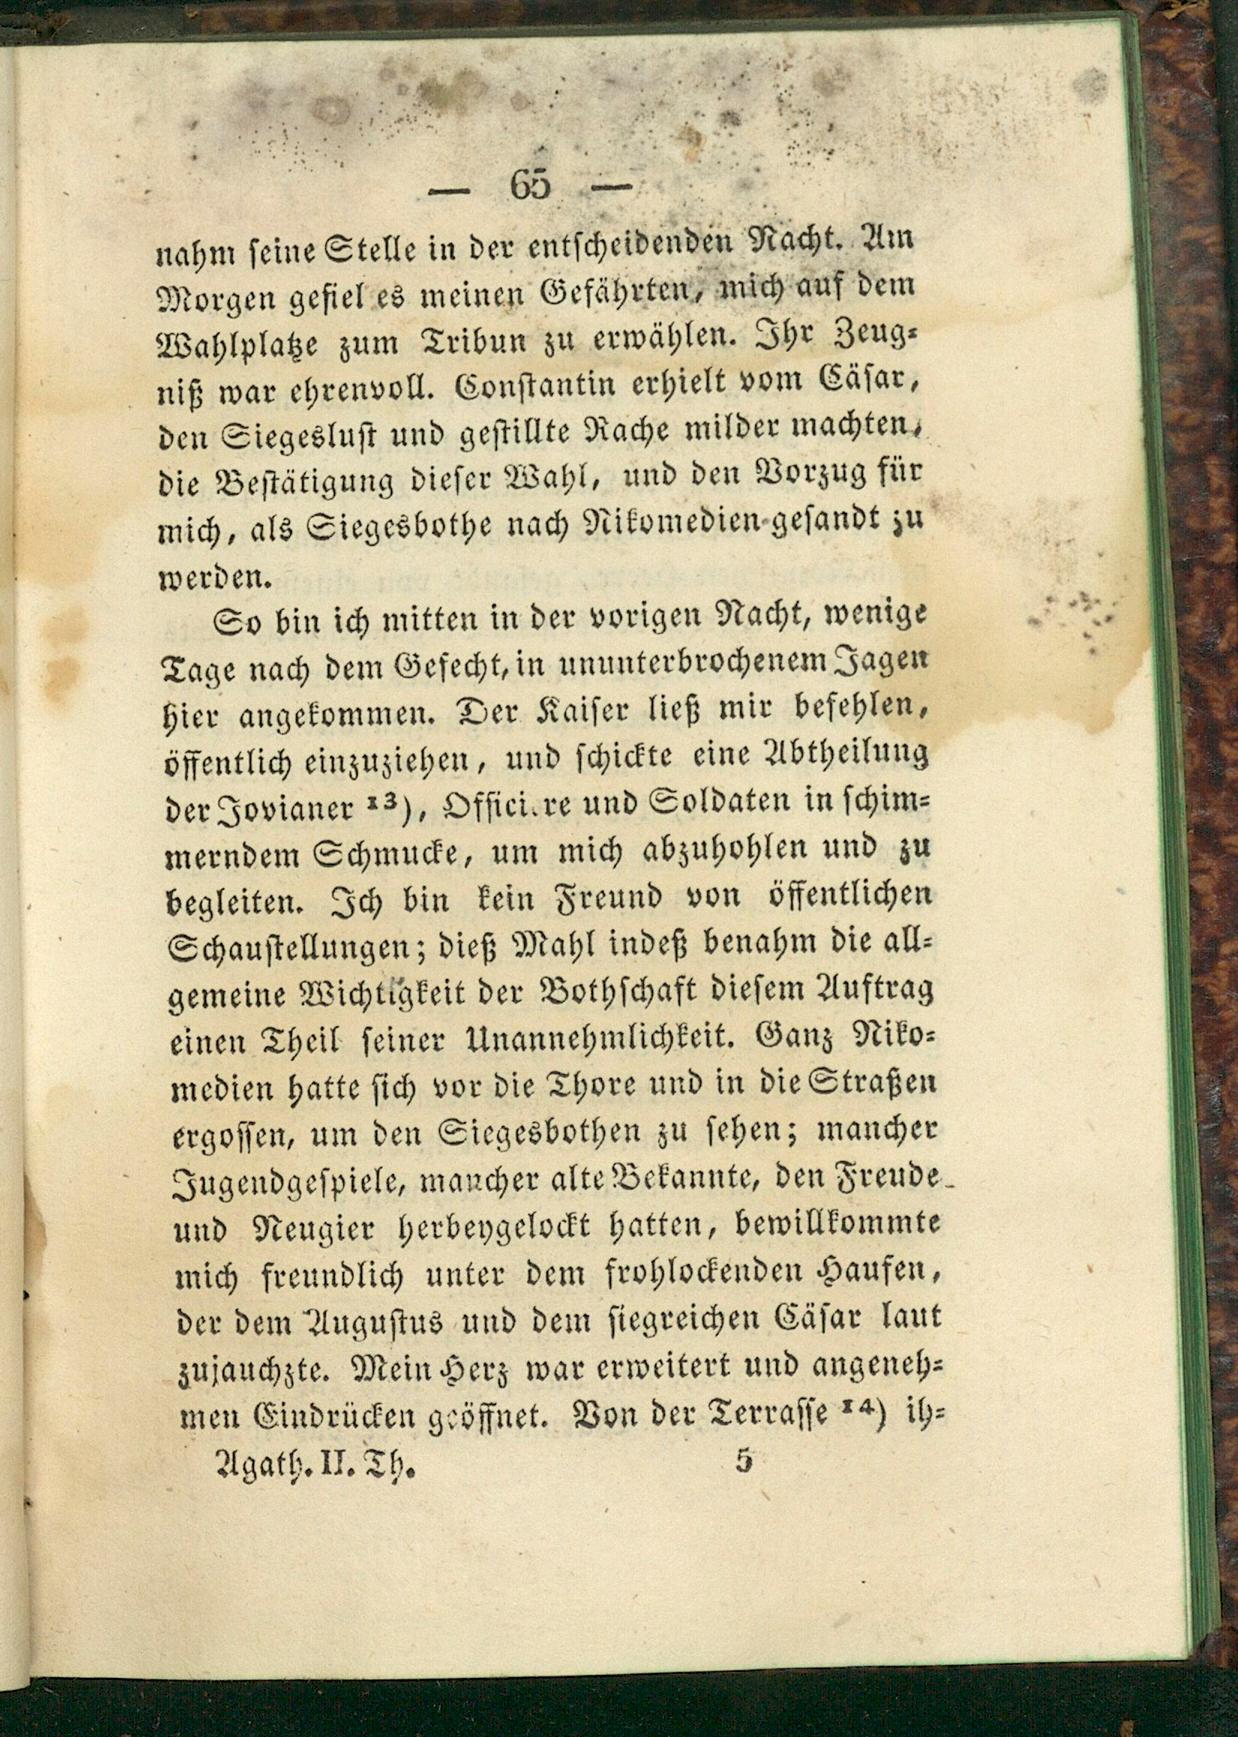 — 65 —
nahm seine Stelle in der entscheidenden Nacht. Am
Morgen gefiel es meinen Gefährten, mich auf dem
Wahlplatze zum Tribun zu erwählen. Ihr Zeug=
niß war ehrenvoll. Constantin erhielt vom Cäsar,
den Siegeslust und gestillte Rache milder machten,
die Bestätigung dieser Wahl, und den Vorzug für
mich, als Siegesbothe nach Nikomedien gesandt zu
werden.
So bin ich mitten in der vorigen Nacht, wenige
Tage nach dem Gefecht, in ununterbrochenem Jagen
hier angekommen. Der Kaiser ließ mir befehlen,
öffentlich einzuziehen, und schickte eine Abtheilung
der Jovianer 13), Officiere und Soldaten in schim=
merndem Schmucke, um mich abzuhohlen und zu
begleiten. Ich bin kein Freund von öffentlichen
Schaustellungen; dieß Mahl indeß benahm die all=
gemeine Wichtigkeit der Bothschaft diesem Auftrag
einen Theil seiner Unannehmlichkeit. Ganz Niko=
medien hatte sich vor die Thore und in die Straßen
ergossen, um den Siegesbothen zu sehen; mancher
Jugendgespiele, mancher alte Bekannte, den Freude
und Neugier herbeygelockt hatten, bewillkommte
mich freundlich unter dem frohlockenden Haufen,
der dem Augustus und dem siegreichen Cäsar laut
zujauchzte. Mein Herz war erweitert und angeneh=
men Eindrücken geöffnet. Von der Terrasse 14) ih=
Agath. II. Th. 5